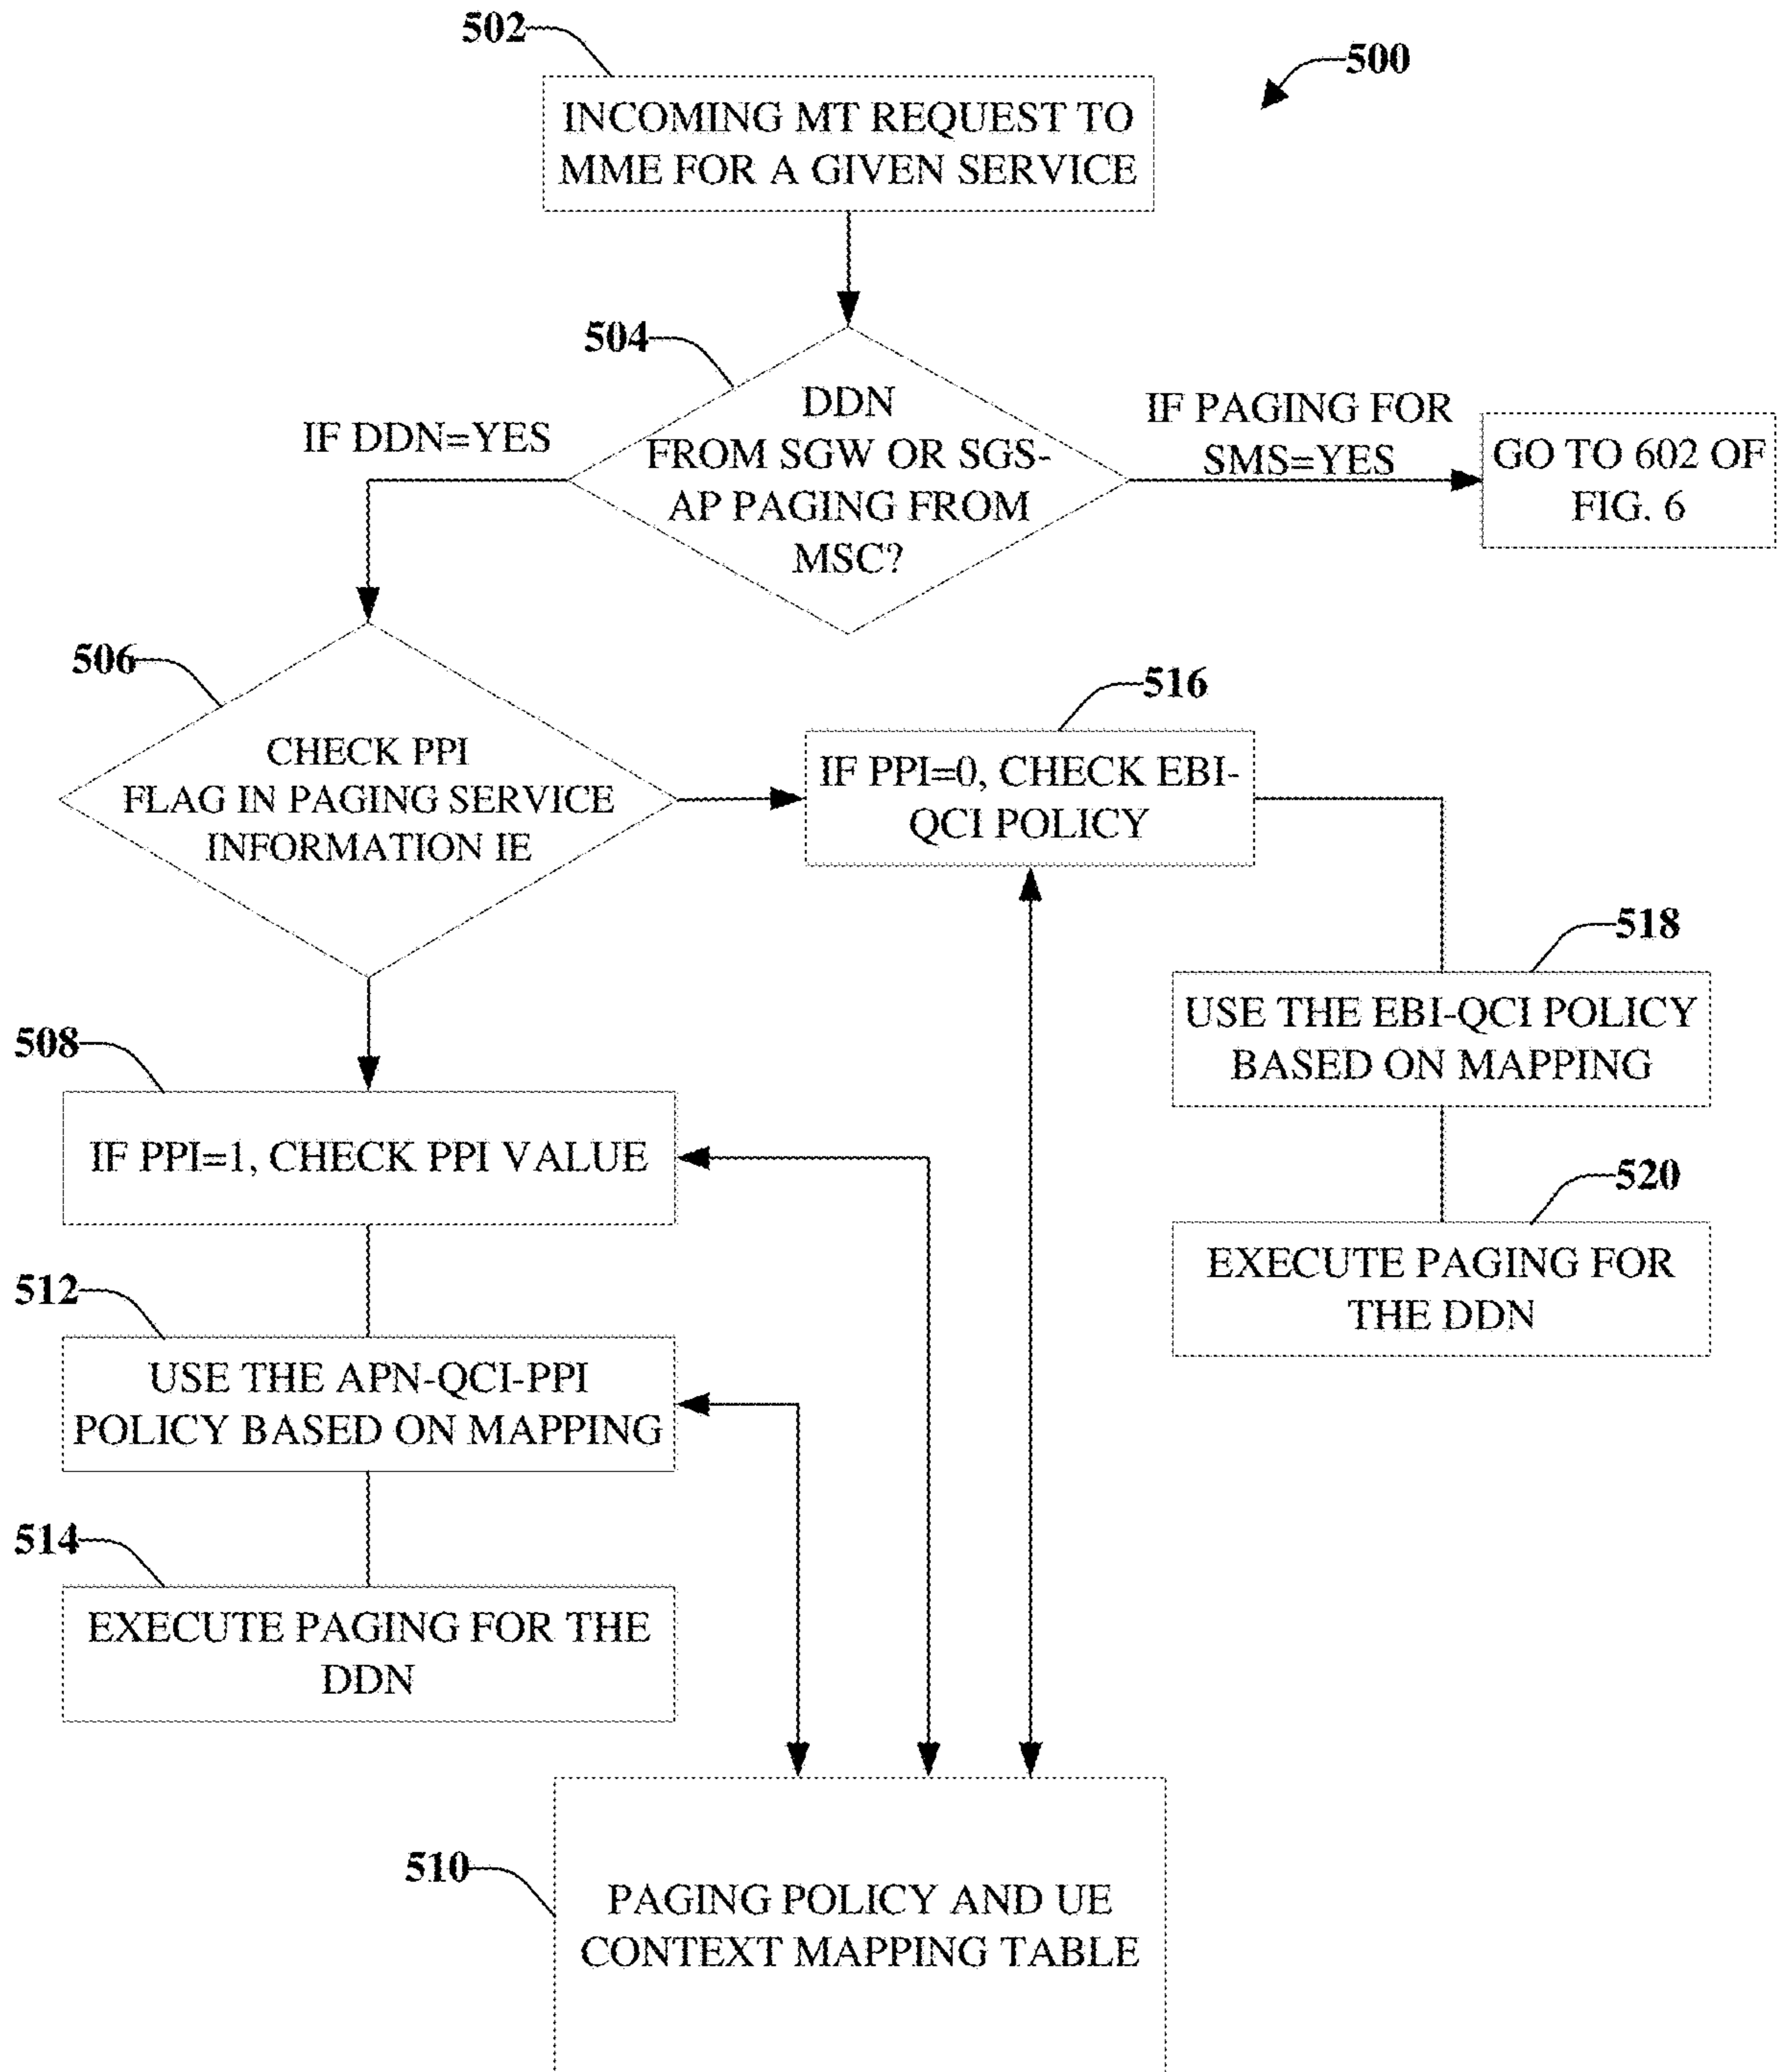 502
500
INCOMING MT REQUEST TO
MME FOR A GIVEN SERVICE
504
DDN
FROM SGW OR SGS-
AP PAGING FROM
MSC?
IF DDN=YES
IF PAGING FOR
SMS=YES
GO TO 602 OF
FIG. 6
506
CHECK PPI
FLAG IN PAGING SERVICE
INFORMATION IE
516
IF PPI=0, CHECK EBI-
QCI POLICY
518
USE THE EBI-QCI POLICY
BASED ON MAPPING
508
IF PPI=1, CHECK PPI VALUE
520
EXECUTE PAGING FOR
THE DDN
512
USE THE APN-QCI-PPI
POLICY BASED ON MAPPING
514
EXECUTE PAGING FOR THE
DDN
510
PAGING POLICY AND UE
CONTEXT MAPPING TABLE